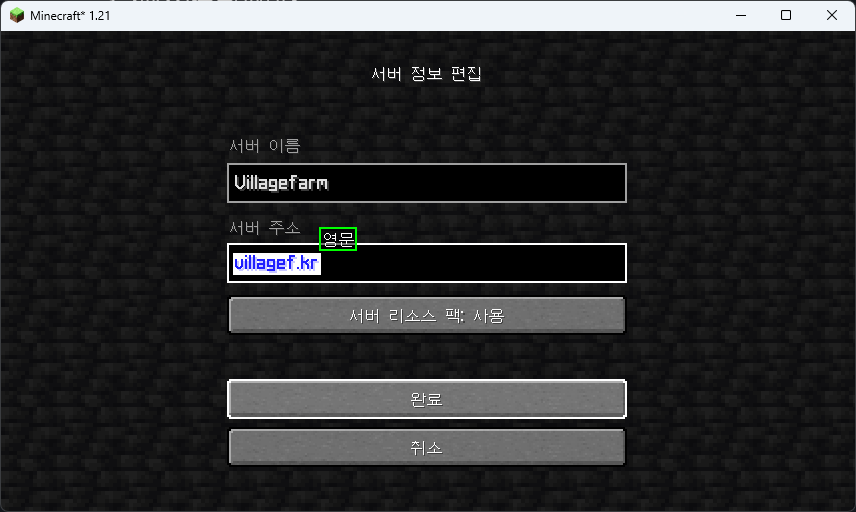 Minecraft* 1.21
서버 정보 편집
서버 이름
Villagefarm
서버 주소
영문
villagef.kr
서버 리소스 팩: 사용
완료
취소